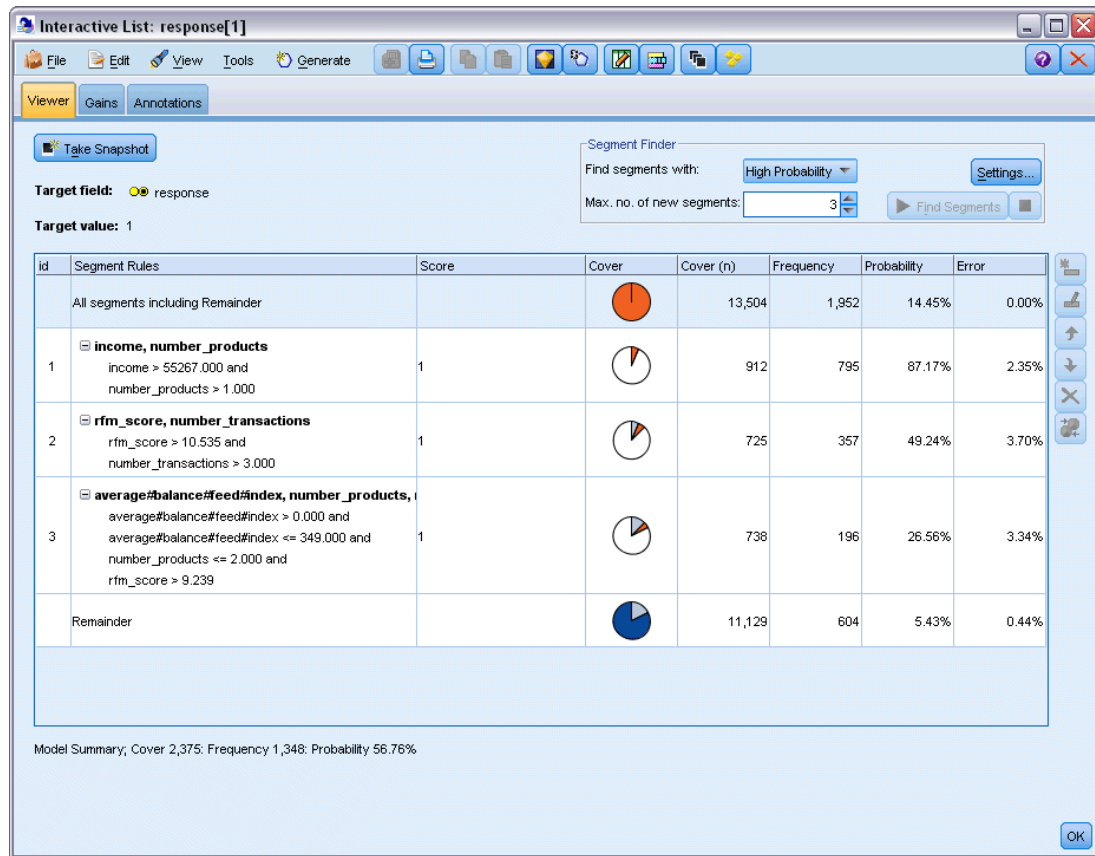 Interactive List: response[1]
File Edit View Tools Generate
Viewer Gains Annotations
Take Snapshot
Segment Finder
Find segments with: High Probability Settings...
Target field: response
Max. no. of new segments: 3 Find Segments
Target value: 1
id Segment Rules Score Cover Cover (n) Frequency Probability Error
All segments including Remainder 13,504 1,952 14.45% 0.00%
income, number_products
income > 55267.000 and
1 1 912 795 87.17% 2.35%
number_products > 1.000
rfm_score, number_transactions
2 rfm_score > 10.535 and 1 725 357 49.24% 3.70%
number_transactions > 3.000
average#balance#feed#index, number_products,
average#balance#feed#index > 0.000 and
3 average#balance#feed#index <= 349.000 and 1 738 196 26.56% 3.34%
number_products <= 2.000 and
rfm_score > 9.239
Remainder 11,129 604 5.43% 0.44%
Model Summary; Cover 2,375: Frequency 1,348: Probability 56.76%
OK